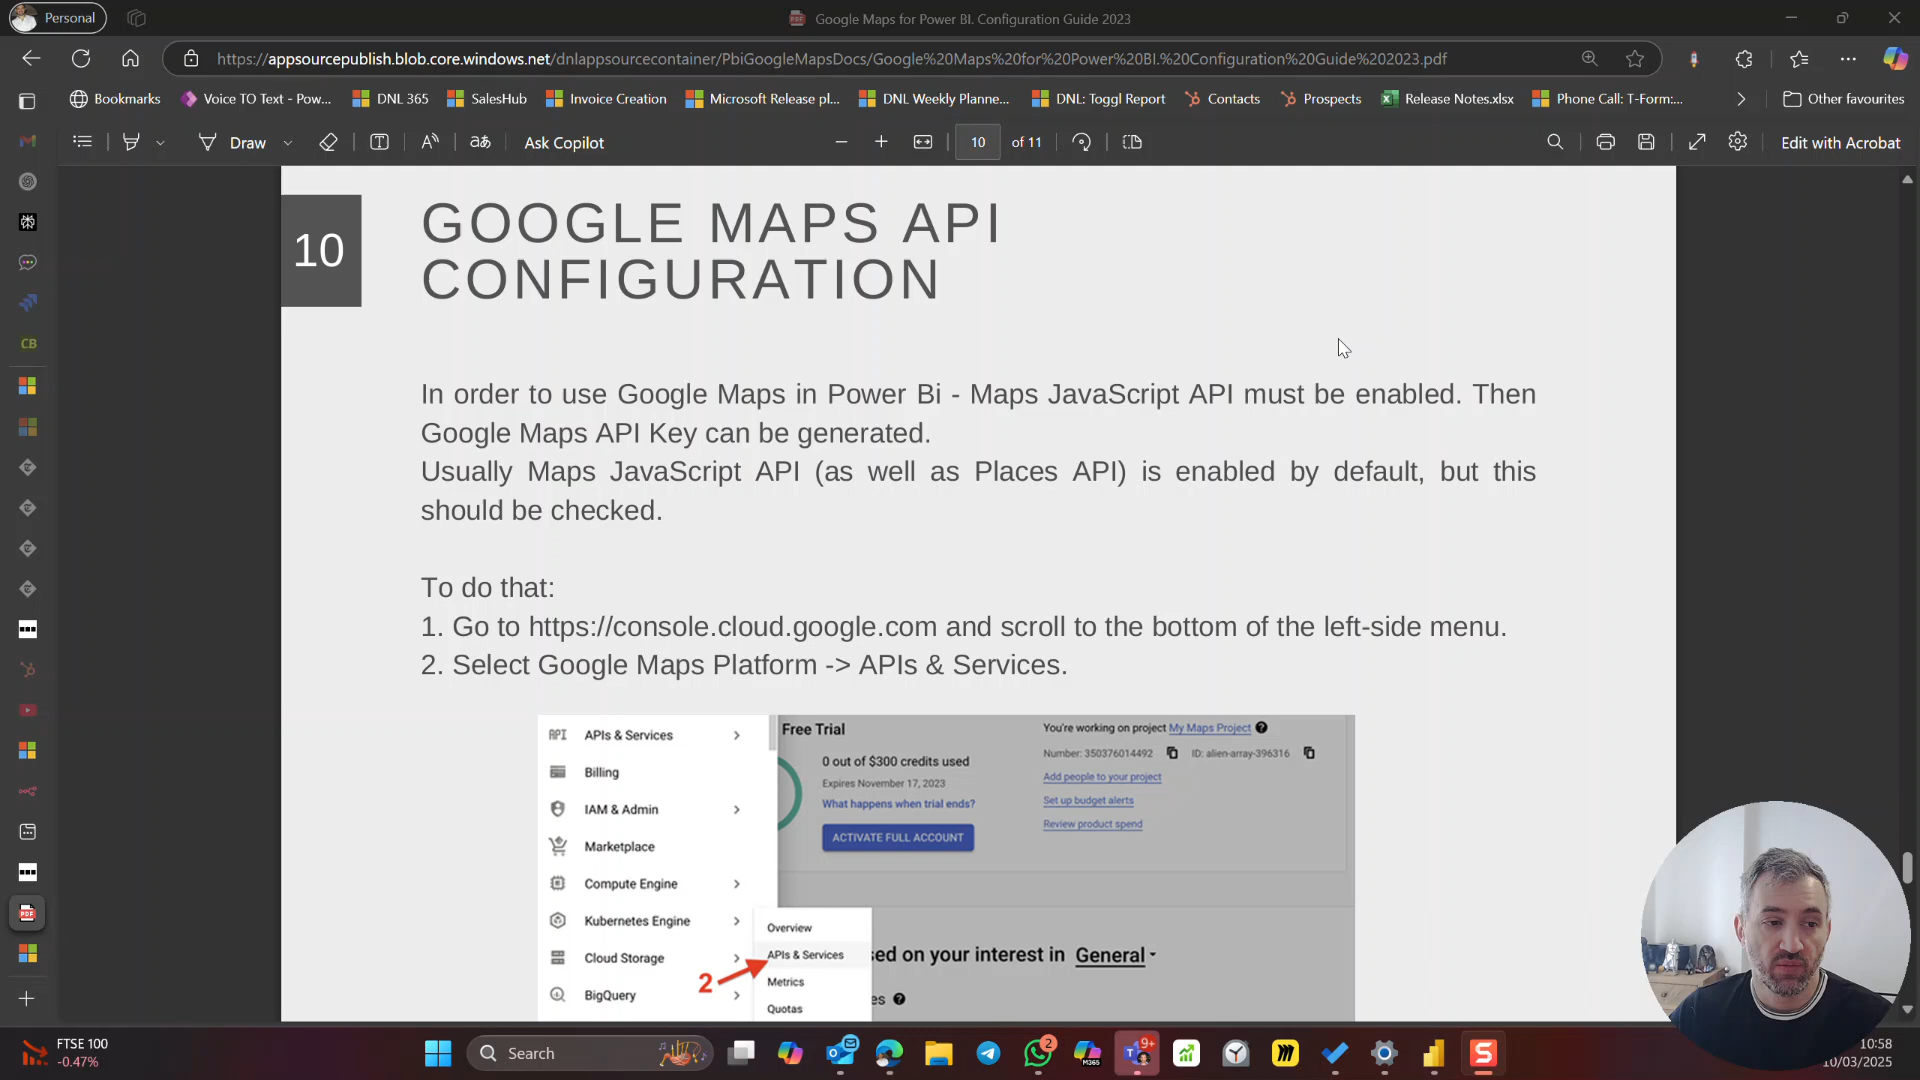 Personal
Google Maps for Power BI. Configuration Guide 2023
https://appsourcepublish.blob.core.windows.net/dnlappsourcecontainer/PbiGoogleMapsDocs/Google%20Maps%20for%20Power%20BI.%20Configuration%20Guide%202023.pdf
Bookmarks
Voice TO Text - Pow...
DNL 365
SalesHub
Invoice Creation
Microsoft Release pl...
DNL Weekly Planne...
DNL: Toggl Report
Contacts
Prospects
Release Notes.xlsx
Phone Call: T-Form:...
Other favourites
Draw
Ask Copilot
10
of 11
Edit with Acrobat
CB
PDF
10
GOOGLE MAPS API
CONFIGURATION
In order to use Google Maps in Power Bi - Maps JavaScript API must be enabled. Then
Google Maps API Key can be generated.
Usually Maps JavaScript API (as well as Places API) is enabled by default, but this
should be checked.
To do that:
1. Go to https://console.cloud.google.com and scroll to the bottom of the left-side menu.
2. Select Google Maps Platform -> APIs & Services.
API APIs & Services
Billing
IAM & Admin
Marketplace
Compute Engine
Kubernetes Engine
Cloud Storage
BigQuery
Free Trial
0 out of $300 credits used
Expires November 17, 2023
What happens when trial ends?
ACTIVATE FULL ACCOUNT
You're working on project My Maps Project
Number: 350376014492 ID: alien-array-396316
Add people to your project
Set up budget alerts
Review product spend
Overview
APIs & Services
Metrics
Quotas
2
sed on your interest in General
es
FTSE 100
-0.47%
Search
2
M365
9+
10:58
10/03/2025